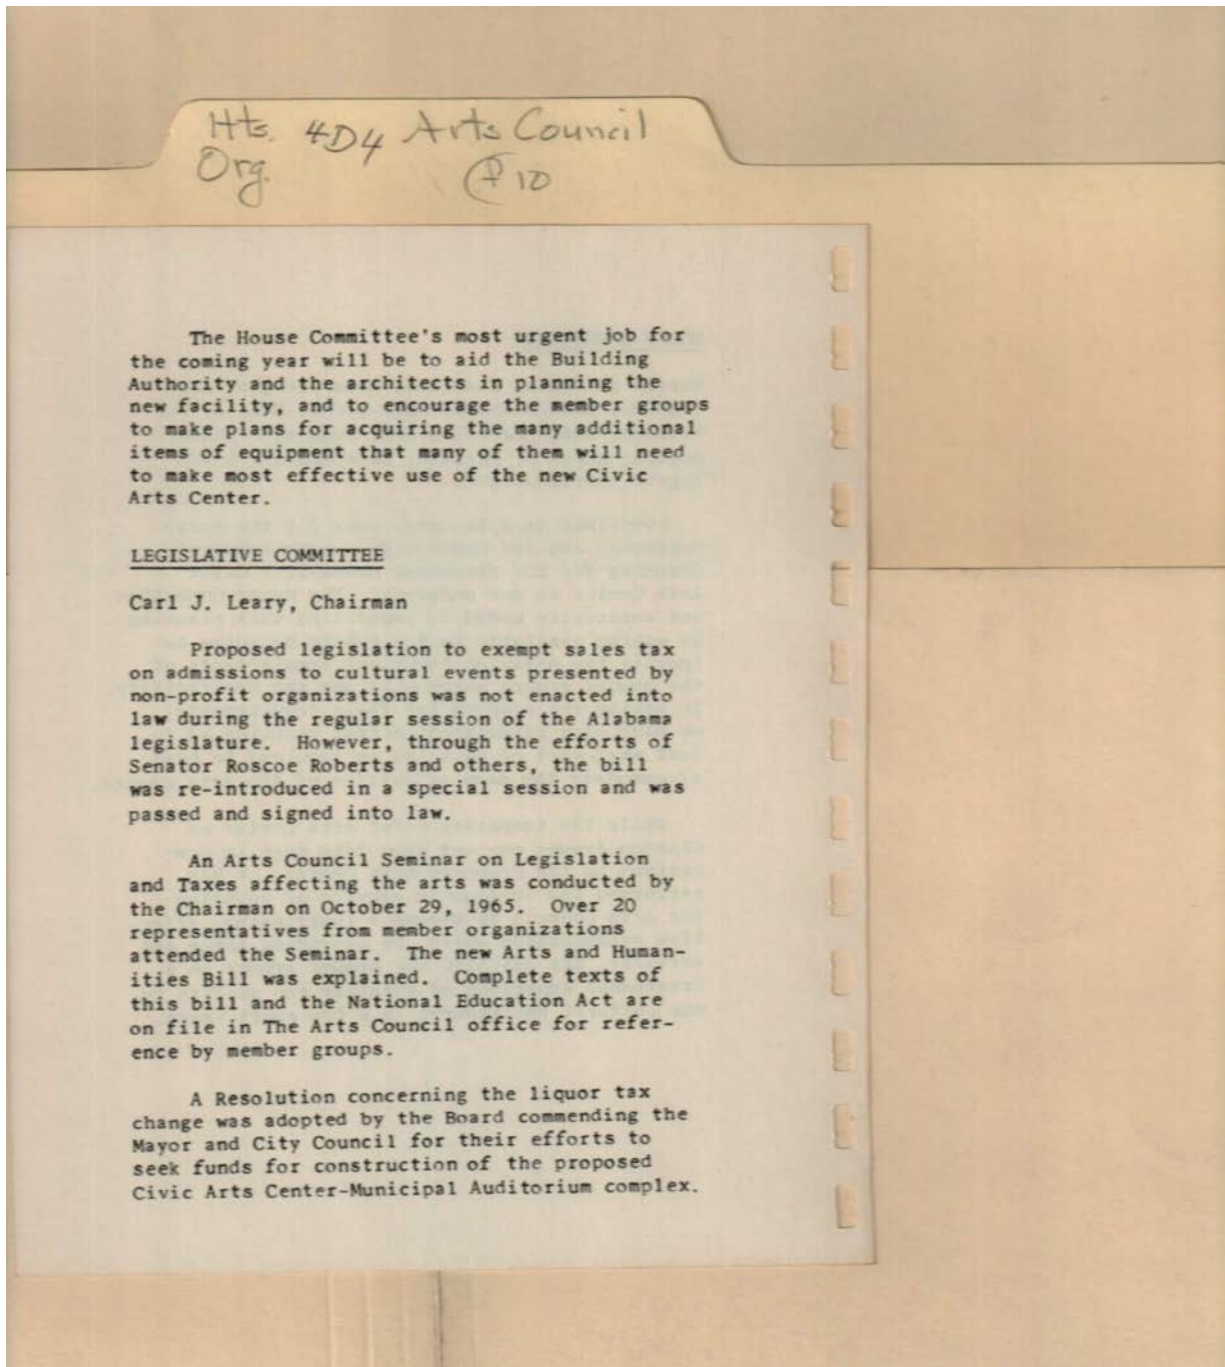 Hts. 4D4 Arts Council
Org. 10
The House Committee's most urgent job for
the coming year will be to aid the Building
Authority and the architects in planning the
new facility, and to encourage the member groups
to make plans for acquiring the many additional
items of equipment that many of them will need
to make most effective use of the new Civic
Arts Center.
LEGISLATIVE COMMITTEE
Carl J. Leary, Chairman
Proposed legislation to exempt sales tax
on admissions to cultural events presented by
non-profit organizations was not enacted into
law during the regular session of the Alabama
legislature. However, through the efforts of
Senator Roscoe Roberts and others, the bill
was re-introduced in a special session and was
passed and signed into law.
An Arts Council Seminar on Legislation
and Taxes affecting the arts was conducted by
the Chairman on October 29, 1965. Over 20
representatives from member organizations
attended the Seminar. The new Arts and Human-
ities Bill was explained. Complete texts of
this bill and the National Education Act are
on file in The Arts Council office for refer-
ence by member groups.
A Resolution concerning the liquor tax
change was adopted by the Board commending the
Mayor and City Council for their efforts to
seek funds for construction of the proposed
Civic Arts Center-Municipal Auditorium complex.